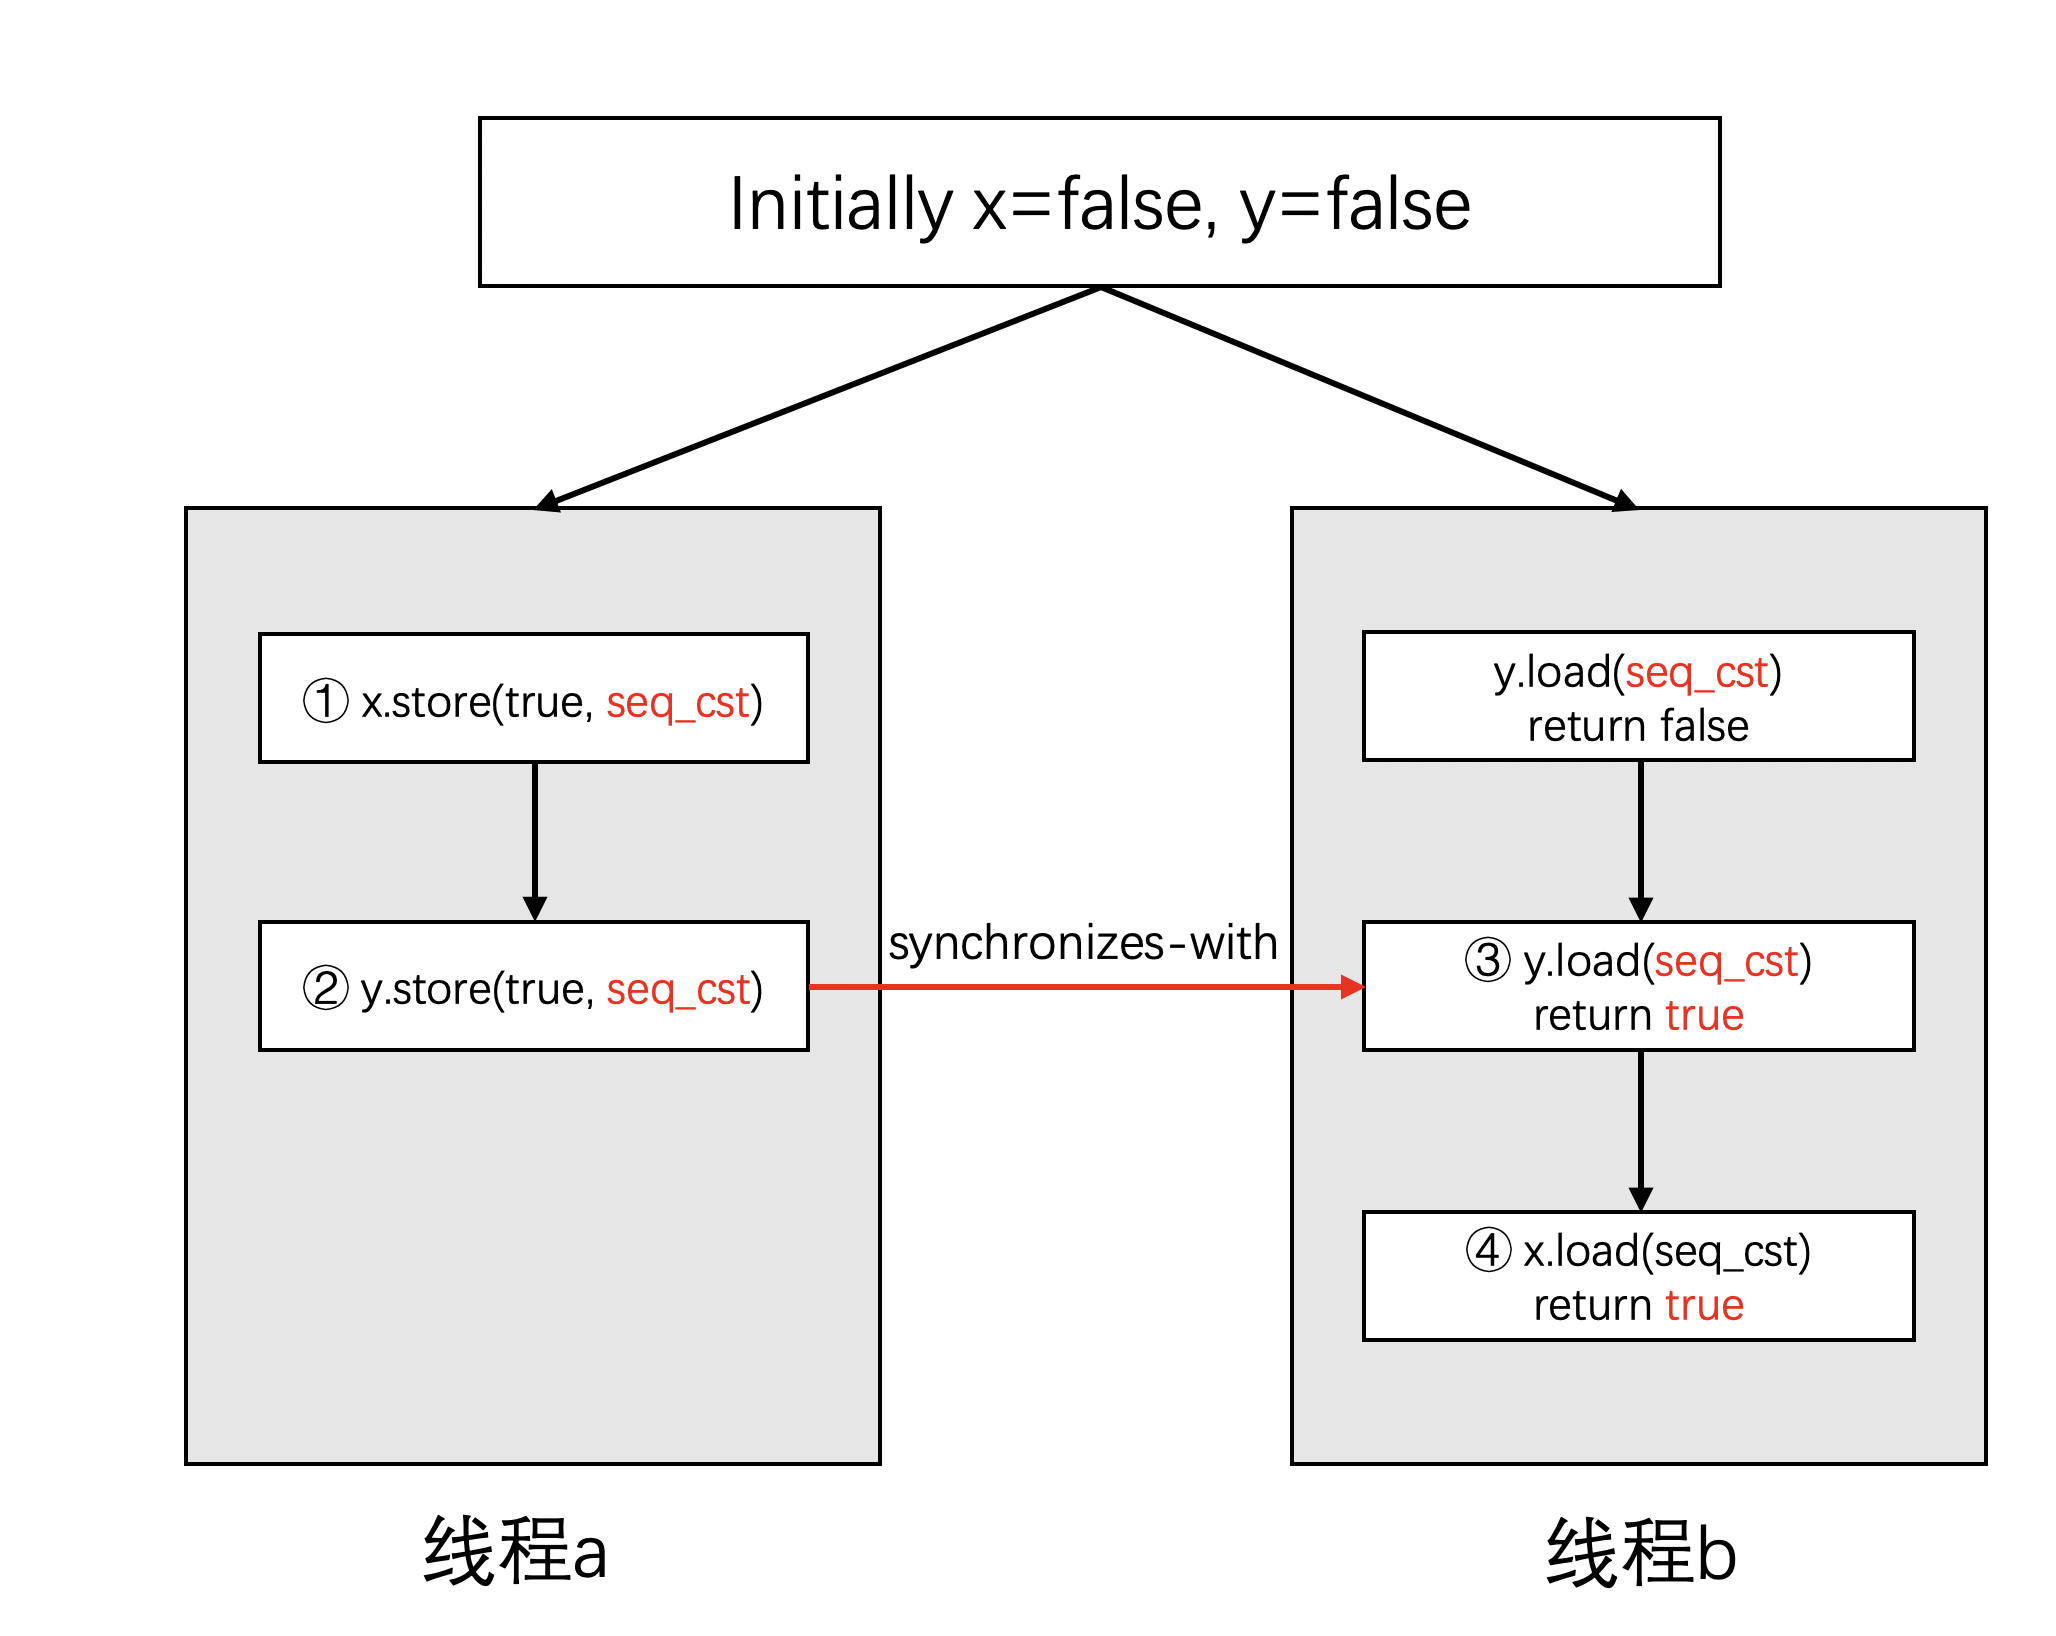 Initially x=false, y=false
① x.store(true, seq_cst)
② y.store(true, seq_cst)
synchronizes-with
y.load(seq_cst)
return false
③ y.load(seq_cst)
return true
④ x.load(seq_cst)
return true
线程a
线程b